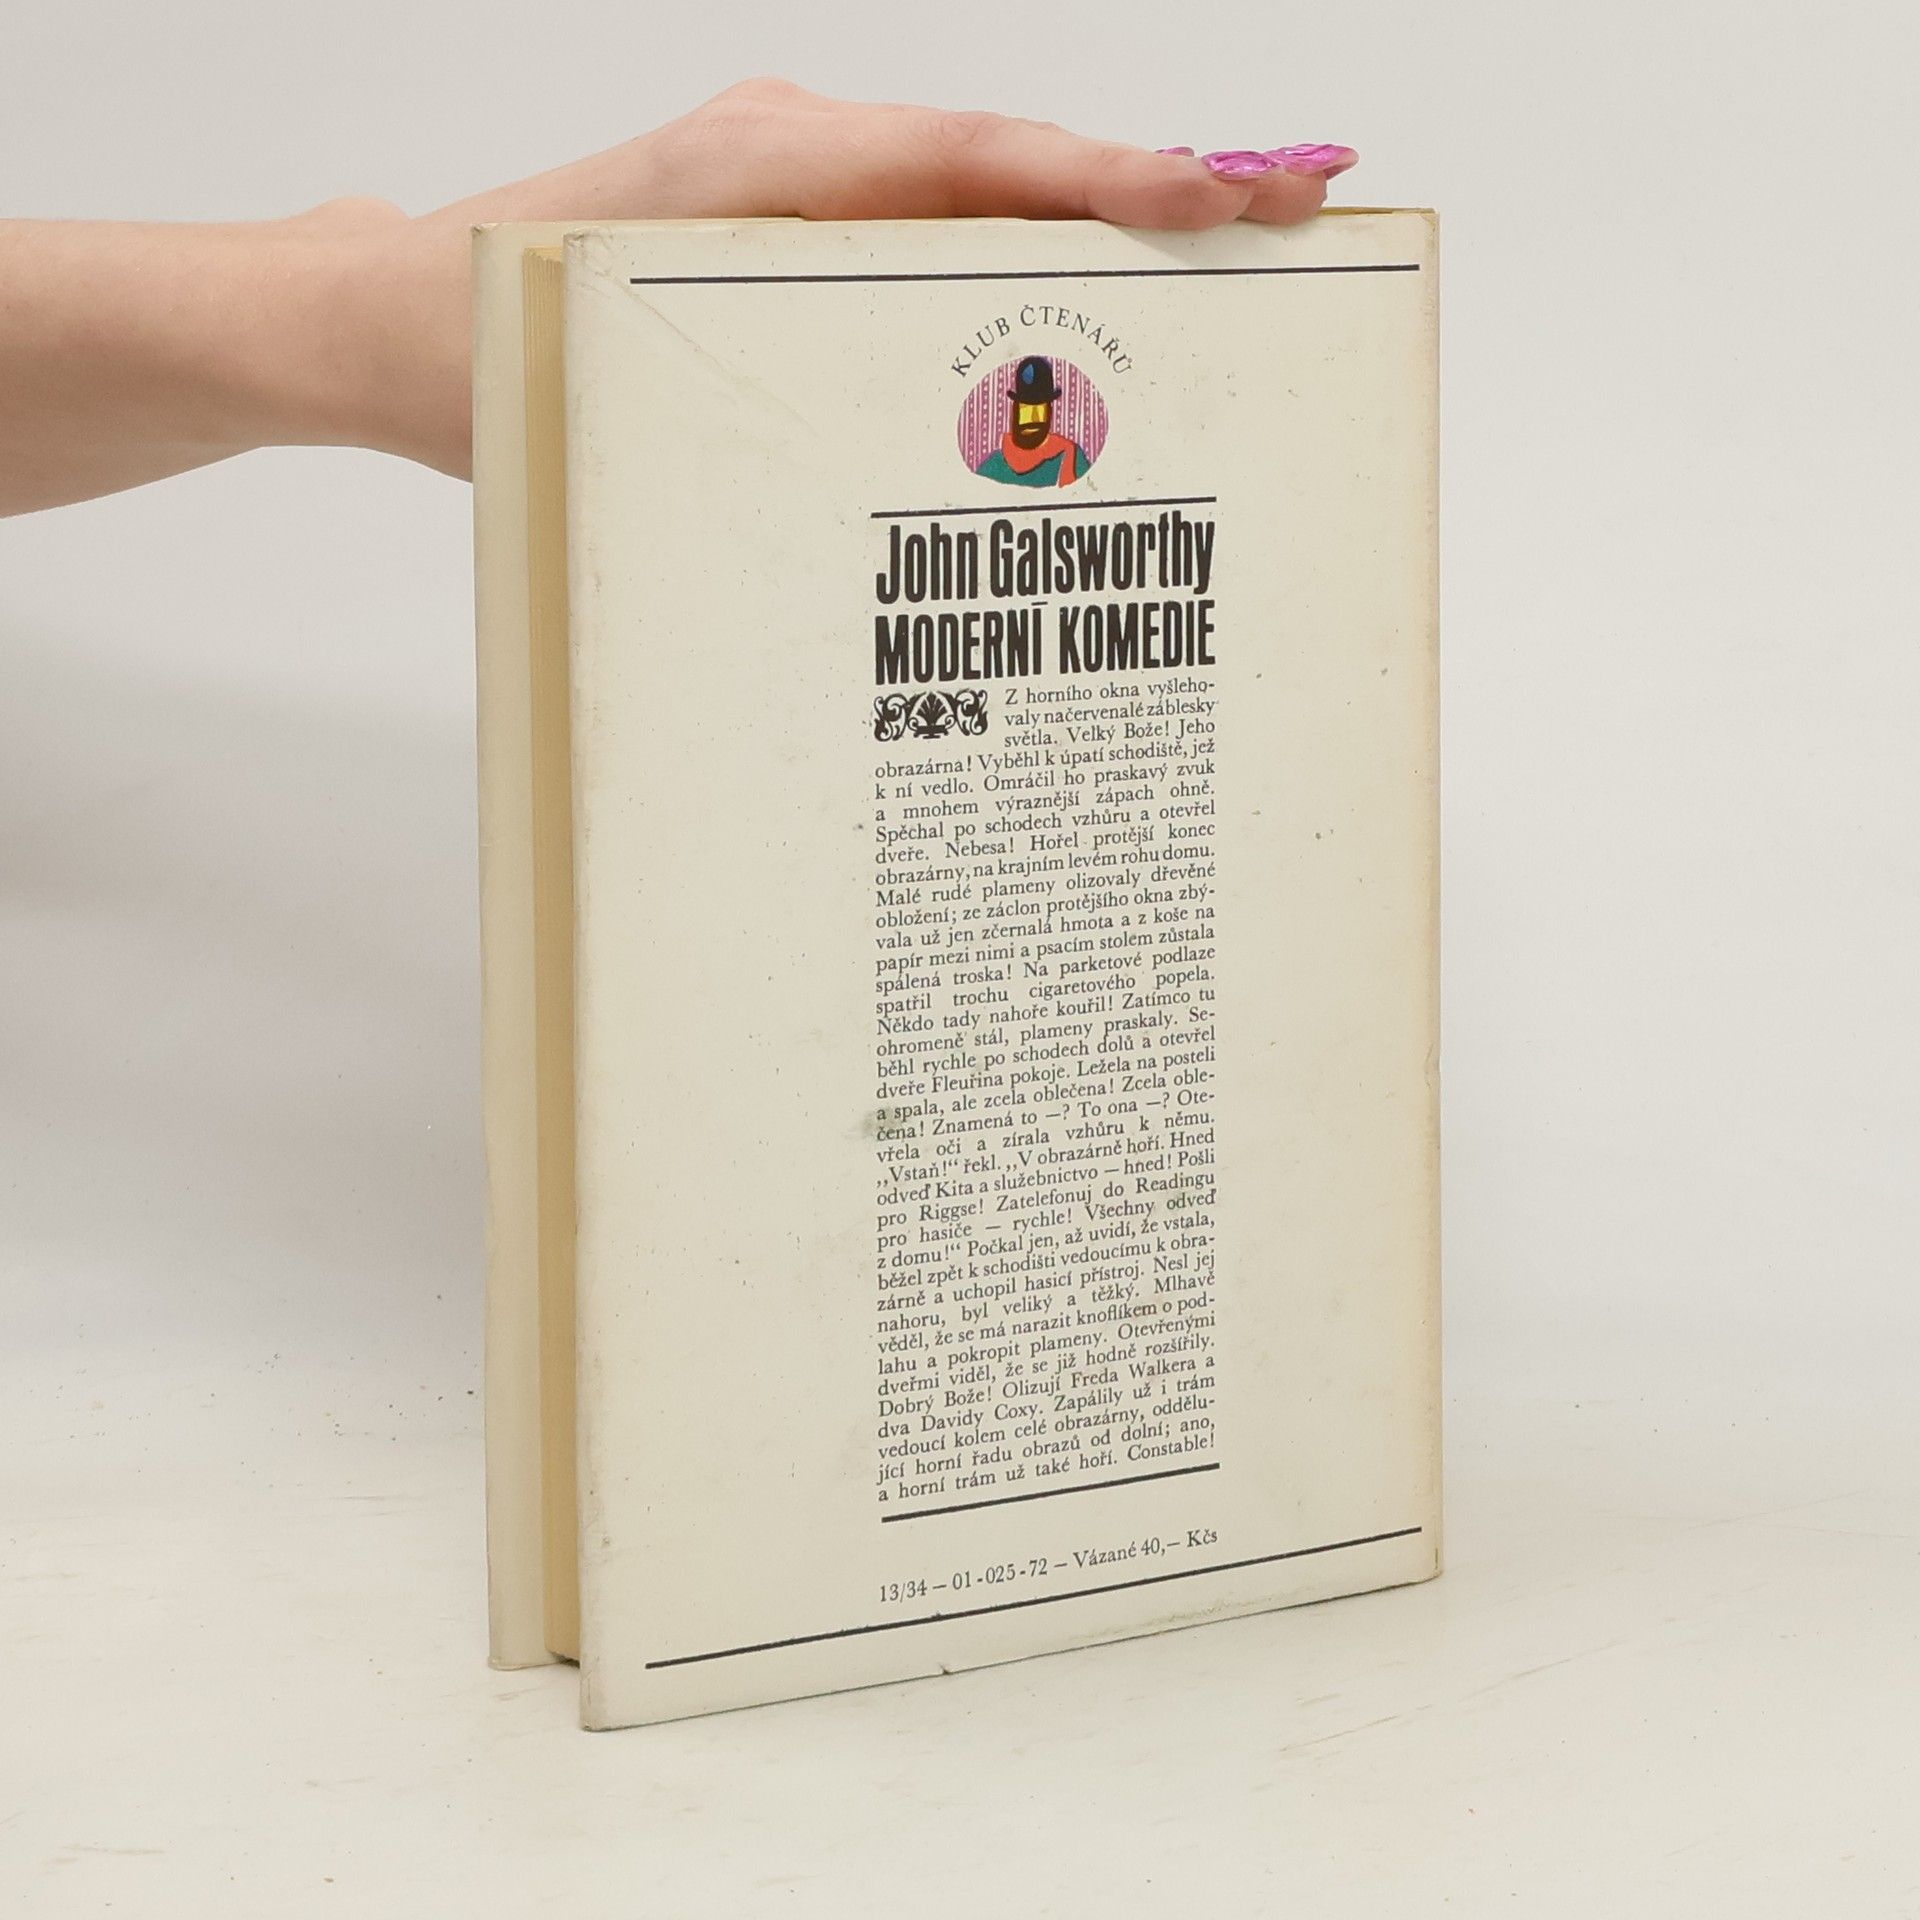 KLUB ČTENÁŘŮ
John Galsworthy
MODERNÍ KOMEDIE
Z horního okna vyšleho-
valy načervenalé záblesky
světla. Velký Bože! Jeho
obrazárna! Vyběhl k úpatí schodiště, jež
k ní vedlo. Omráčil ho praskavý zvuk
a mnohem výraznější zápach ohně.
Spěchal po schodech vzhůru a otevřel
dveře. Nebesa! Hořel protější konec
obrazárny, na krajním levém rohu domu.
Malé rudé plameny olizovaly dřevěné
obložení; ze záclon protějšího okna zbý-
vala už jen zčernalá hmota a z koše na
papír mezi nimi a psacím stolem zůstala
spálená troska! Na parketové podlaze
spatřil trochu cigaretového popela.
Někdo tady nahoře kouřil! Zatímco tu
ohromeně stál, plameny praskaly. Se-
běhl rychle po schodech dolů a otevřel
dveře Fleuřina pokoje. Ležela na posteli
a spala, ale zcela oblečena! Zcela oble-
čena! Znamená to —? To ona —? Ote-
vřela oči a zírala vzhůru k němu.
„Vstaň!“ řekl. „V obrazárně hoří. Hned
odveď Kita a služebnictvo — hned! Pošli
pro Riggse! Zatelefonuj do Readingu
pro hasiče — rychle! Všechny odveď
z domu!“ Počkal jen, až uvidí, že vstala,
běžel zpět k schodišti vedoucímu k obra-
zárně a uchopil hasicí přístroj. Nesl jej
nahoru, byl veliký a těžký. Mlhavě
věděl, že se má narazit knoflíkem o pod-
lahu a pokropit plameny. Otevřenými
dveřmi viděl, že se již hodně rozšířily.
Dobrý Bože! Olizují Freda Walkera a
dva Davidy Coxy. Zapálily už i trám
vedoucí kolem celé obrazárny, oddělu-
jící horní řadu obrazů od dolní; ano,
a horní trám už také hoří. Constable!
13/34 — 01-025-72 — Vázané 40,— Kčs